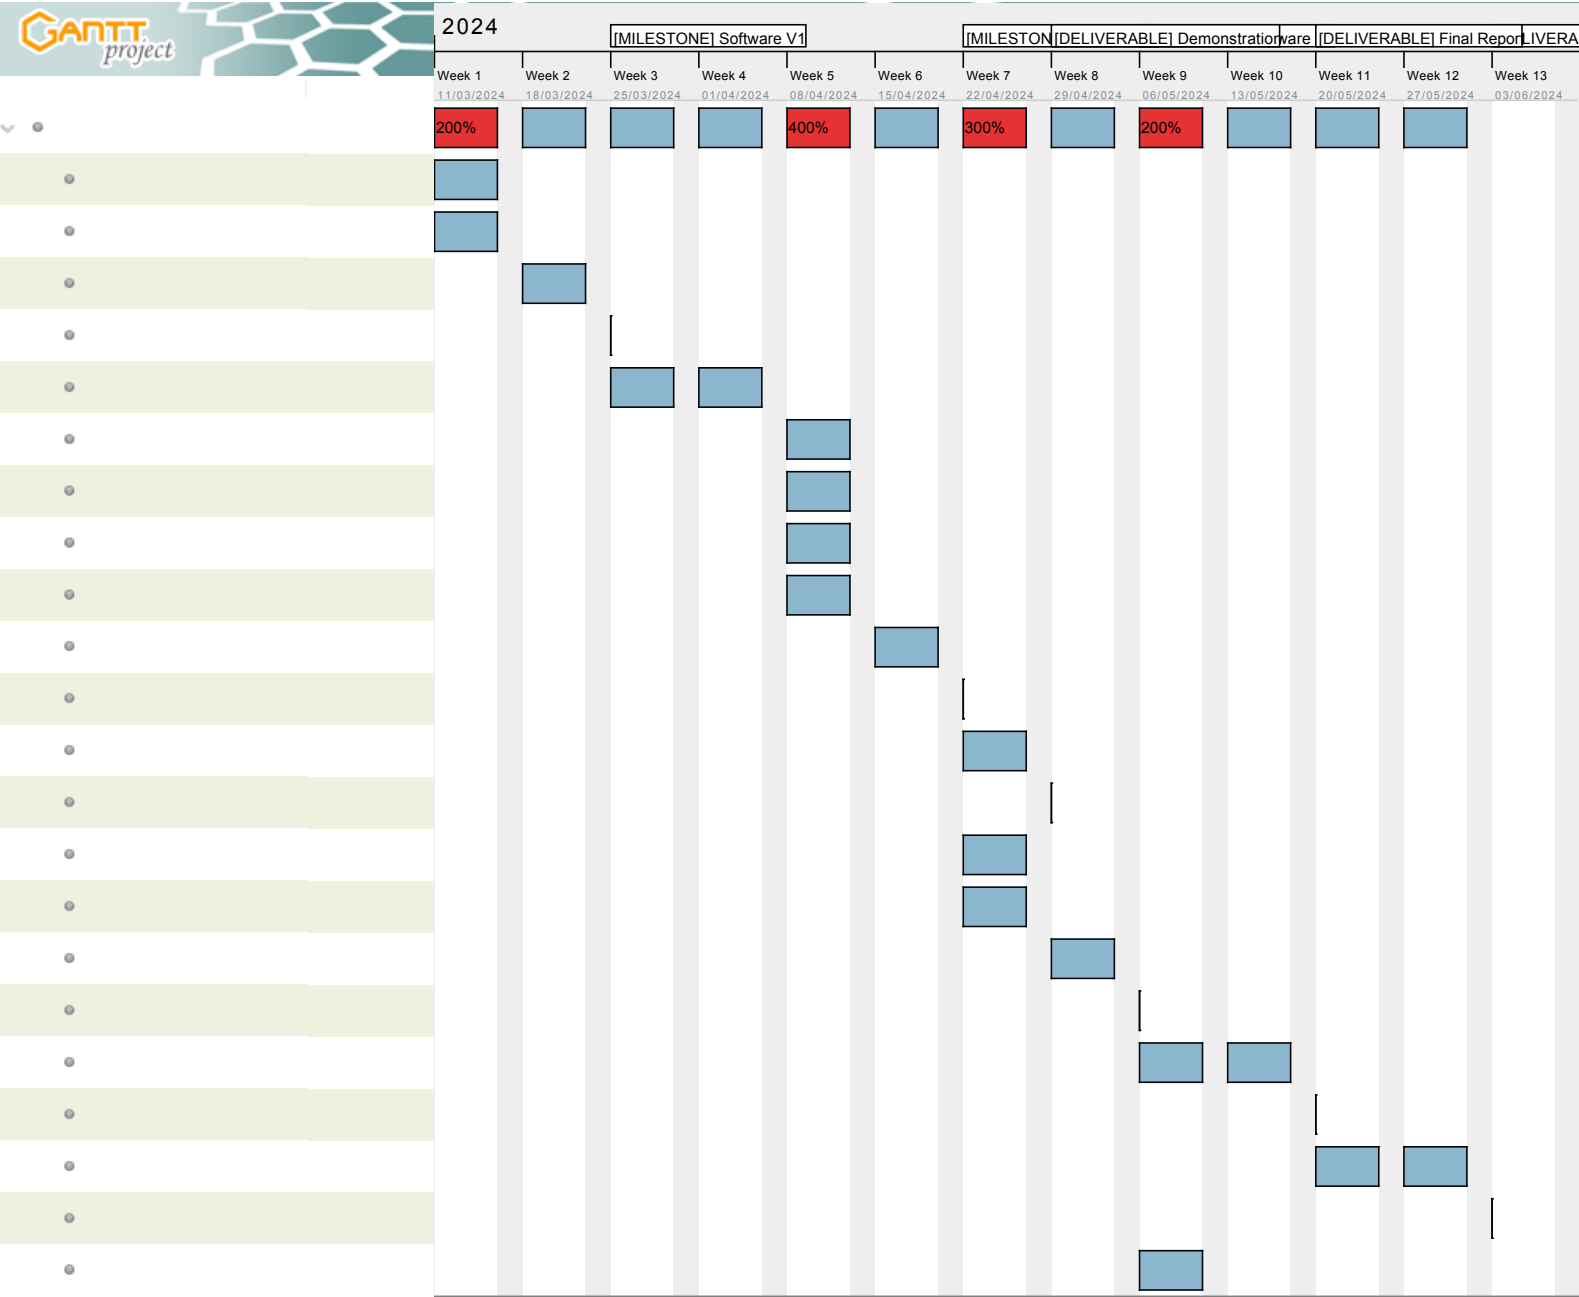 GANTT
project
2024
[MILESTONE] Software V1
[MILESTON
[DELIVERABLE] Demonstration
ware
[DELIVERABLE] Final Repor
LIVERA
Week 1
Week 2
Week 3
Week 4
Week 5
Week 6
Week 7
Week 8
Week 9
Week 10
Week 11
Week 12
Week 13
11/03/2024
18/03/2024
25/03/2024
01/04/2024
08/04/2024
15/04/2024
22/04/2024
29/04/2024
06/05/2024
13/05/2024
20/05/2024
27/05/2024
03/06/2024
200%
400%
300%
200%